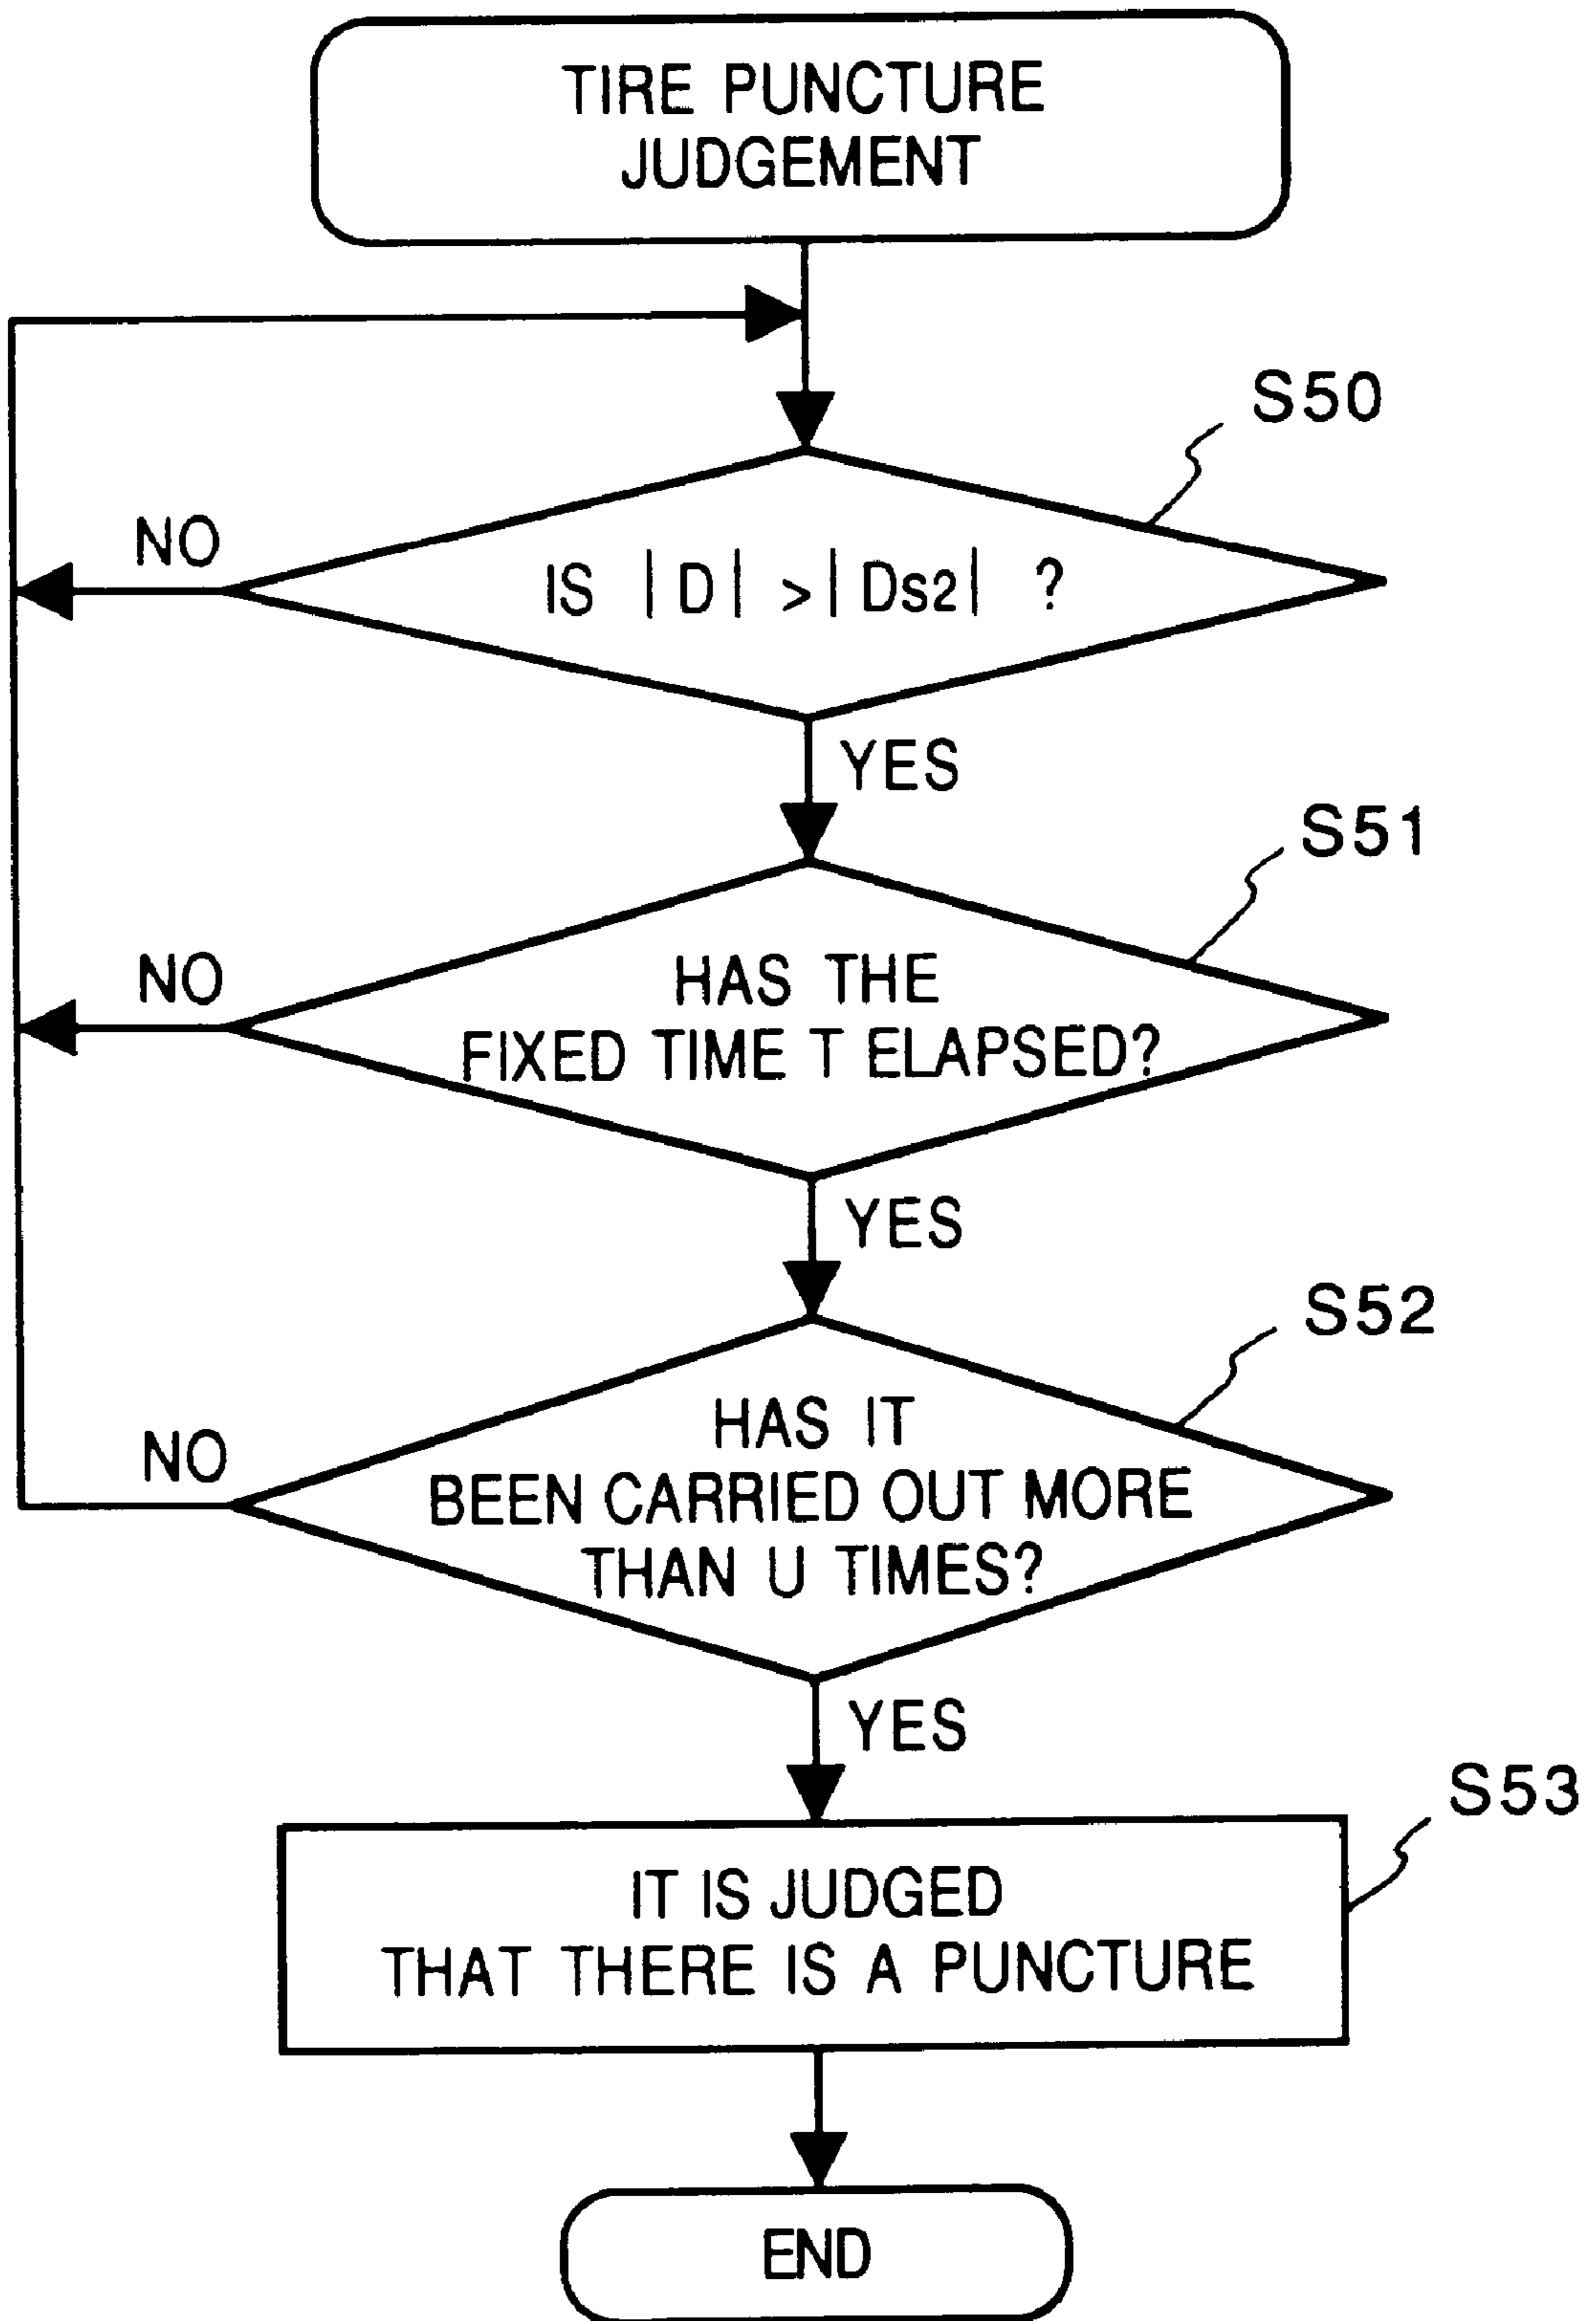 TIRE PUNCTURE
JUDGEMENT
S50
NO
IS |D| >|Ds2| ?
YES
S51
NO
HAS THE
FIXED TIME T ELAPSED?
YES
S52
NO
HAS IT
BEEN CARRIED OUT MORE
THAN U TIMES?
YES
S53
IT IS JUDGED
THAT THERE IS A PUNCTURE
END